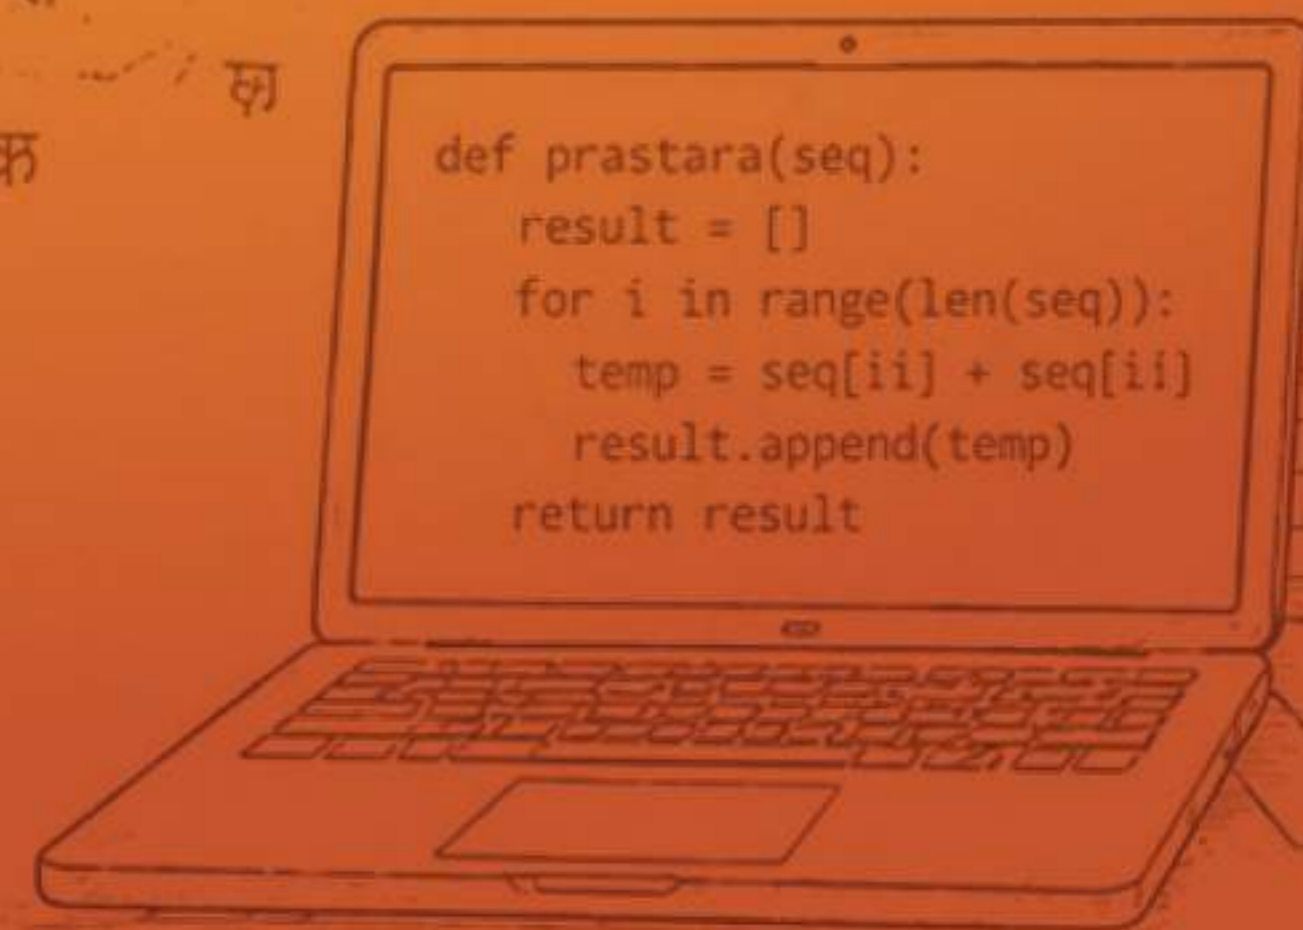 क
def prastara(seq):
result = []
for i in range(len(seq)):
temp = seq[ii] + seq[ii]
result.append(temp)
return result